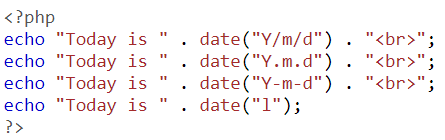 <?php
echo "Today is " . date("Y/m/d") . "<br>";
echo "Today is " . date("Y.m.d") . "<br>";
echo "Today is " . date("Y-m-d") . "<br>";
echo "Today is " . date("l");
?>